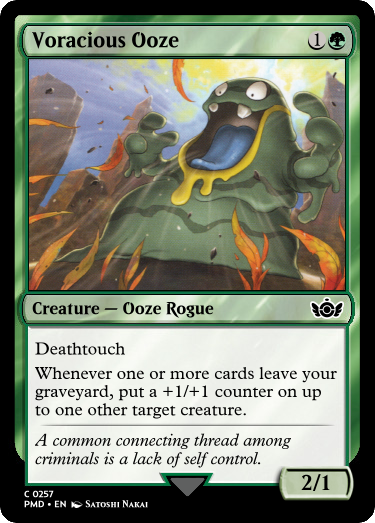 Voracious Ooze 1
Creature — Ooze Rogue
Deathtouch
Whenever one or more cards leave your
graveyard, put a +1/+1 counter on up
to one other target creature.
A common connecting thread among
criminals is a lack of self control.
2/1
C 0257
PMD • EN Satoshi Nakai